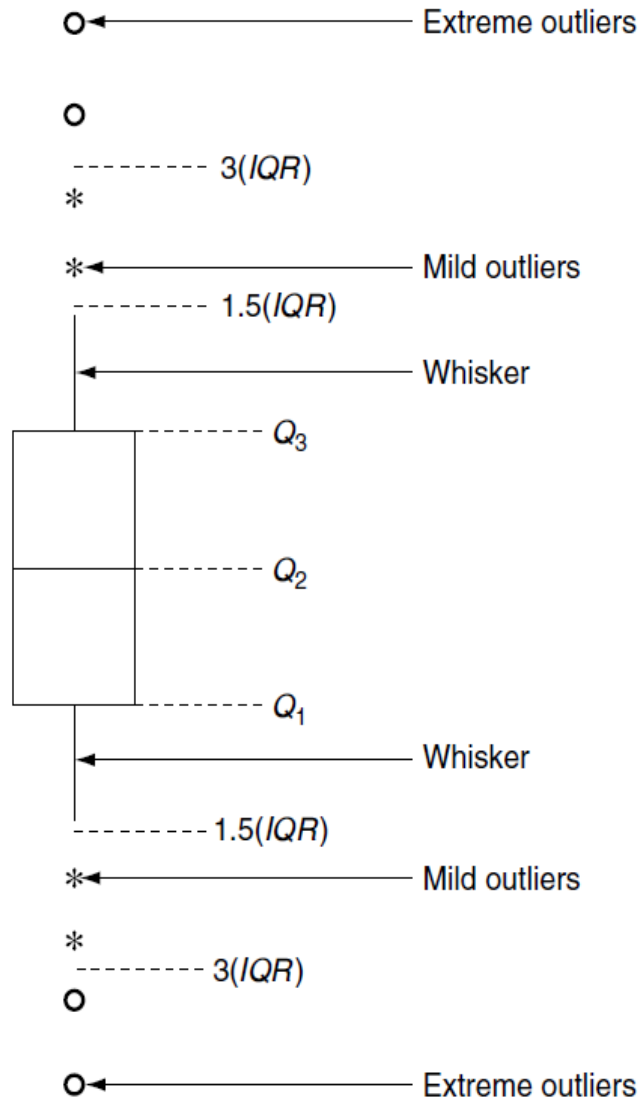 Extreme outliers
3(IQR)
Mild outliers
1.5(IQR)
Whisker
Q3
Q2
Q1
Whisker
1.5(IQR)
Mild outliers
3(IQR)
Extreme outliers